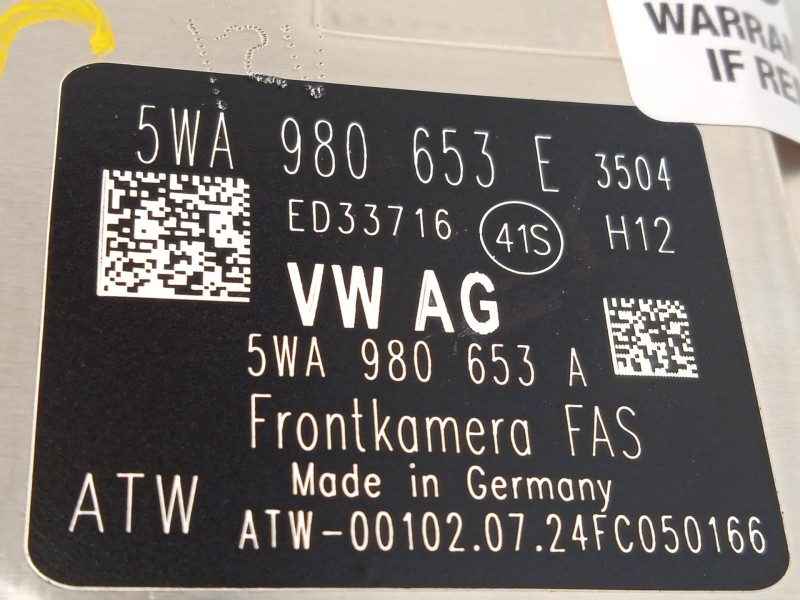 WARRAN
IF RE
5WA 980 653 E 3504
ED33716 41S H12
VW AG
5WA 980 653 A
Frontkamera FAS
Made in Germany
ATW
ATW-00102.07.24FC050166